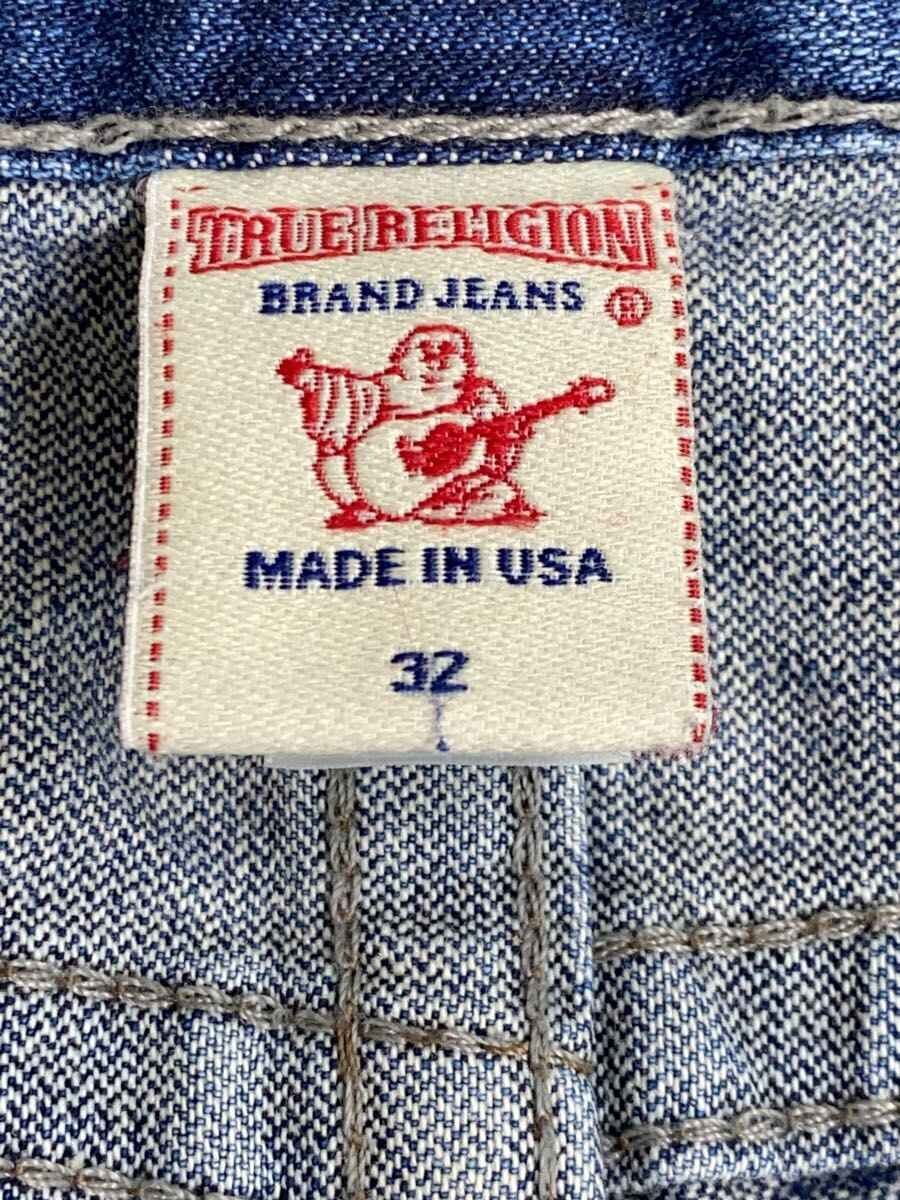 TRUE RELIGION
BRAND JEANS ®
MADE IN USA
32